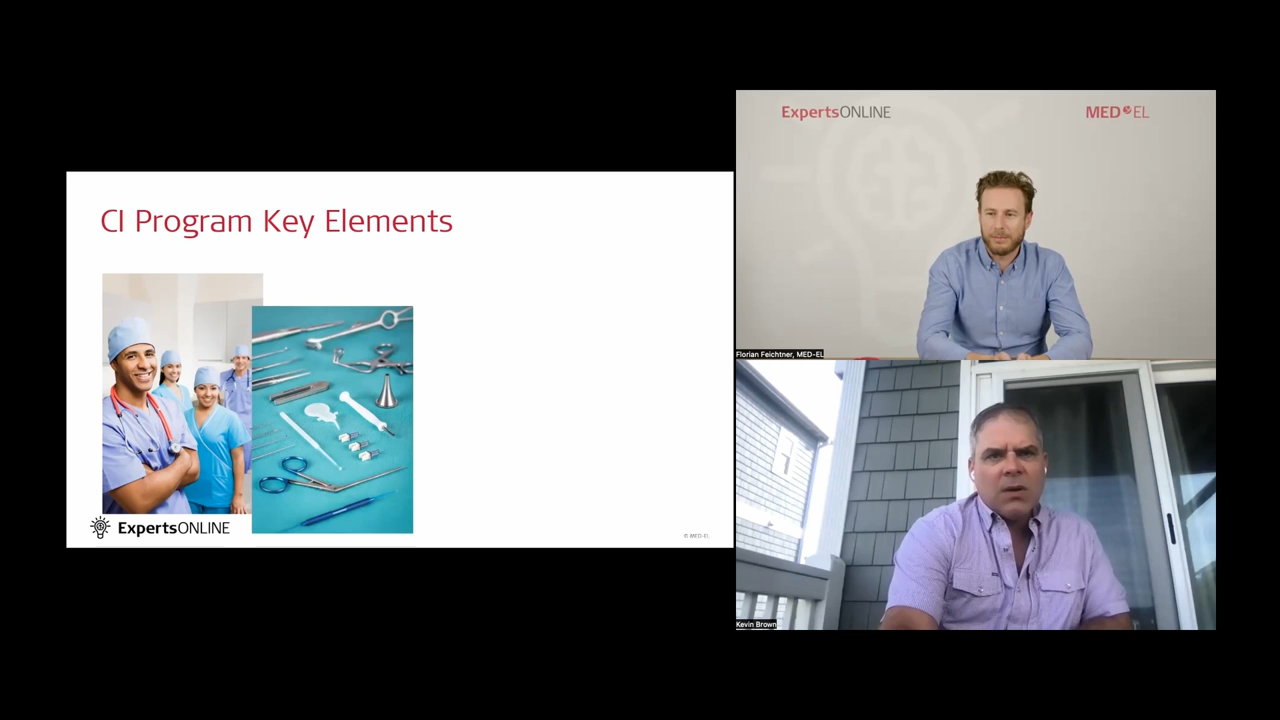 CI Program Key Elements
ExpertsONLINE
© MED-EL
ExpertsONLINE
MED EL
Florian Feichtner, MED-EL
Kevin Brown